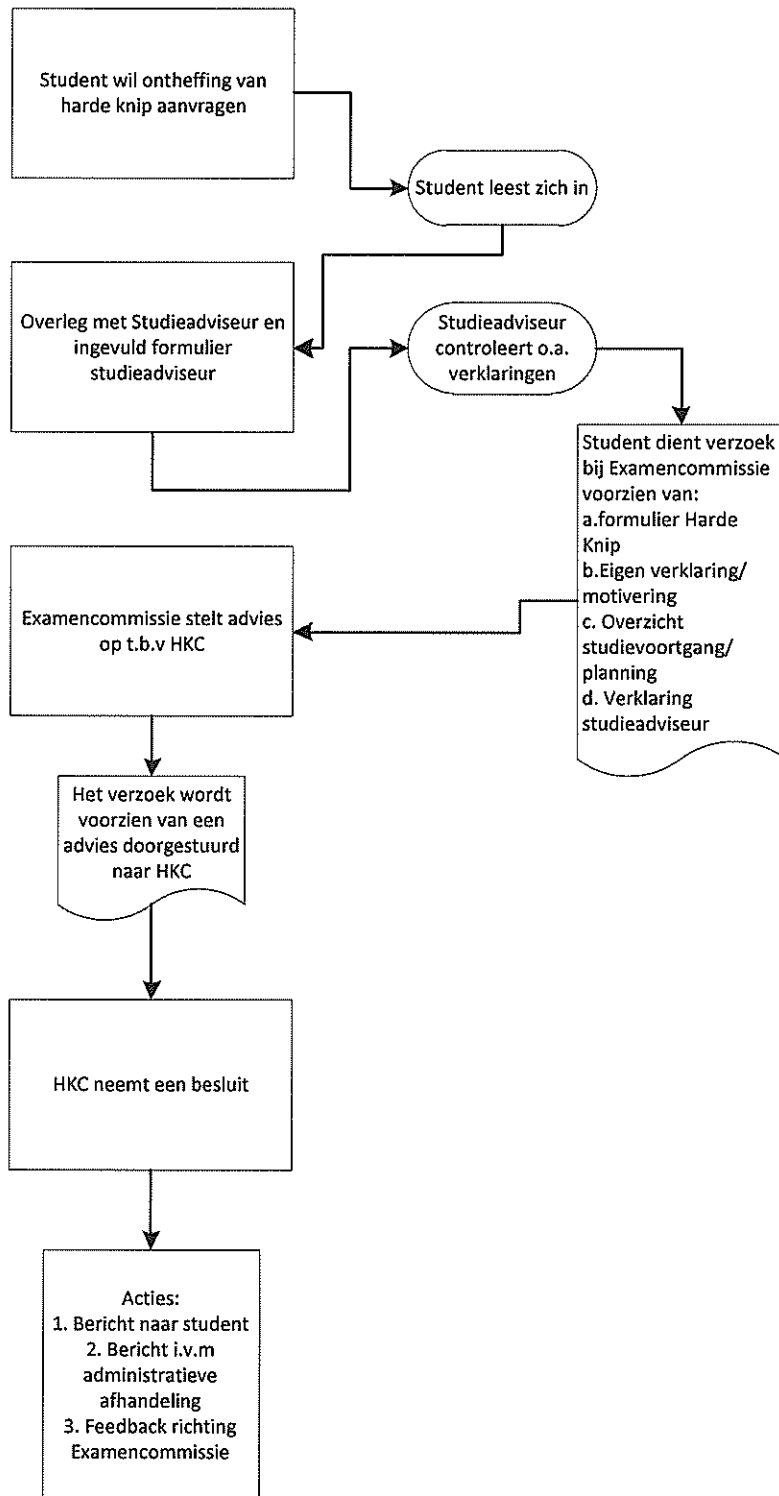 Student wil ontheffing van
harde knip aanvragen
Student leest zich in
Overleg met Studieadviseur en
ingevuld formulier
studieadviseur
Studieadviseur
controleert o.a.
verklaringen
Student dient verzoek
bij Examencommissie
voorzien van:
a.formulier Harde
Knip
b.Eigen verklaring/
motivering
c. Overzicht
studievoortgang/
planning
d. Verklaring
studieadviseur
Examencommissie stelt advies
op t.b.v HKC
Het verzoek wordt
voorzien van een
advies doorgestuurd
naar HKC
HKC neemt een besluit
Acties:
1. Bericht naar student
2. Bericht i.v.m
administratieve
afhandeling
3. Feedback richting
Examencommissie